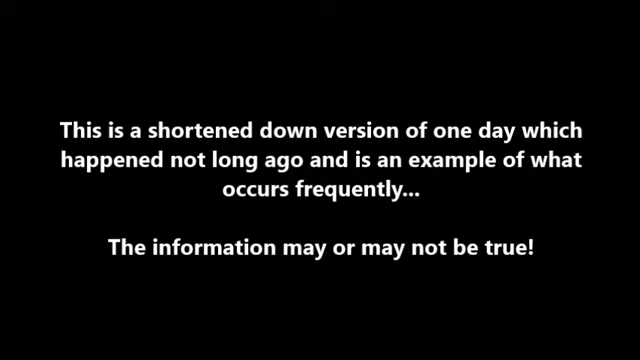 This is a shortened down version of one day which
happened not long ago and is an example of what
occurs frequently...
The information may or may not be true!